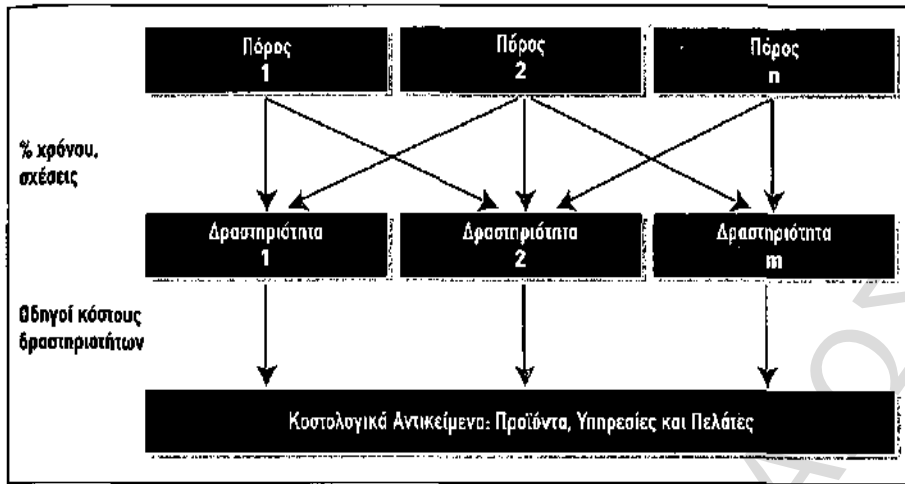 Πόρος
1
Πόρος
2
Πόρος
n
% χρόνου,
σχέσεις
Δραστηριότητα
1
Δραστηριότητα
2
Δραστηριότητα
m
Οδηγοί κόστους
δραστηριοτήτων
Κοστολογικά Αντικείμενα: Προϊόντα, Υπηρεσίες και Πελάτες